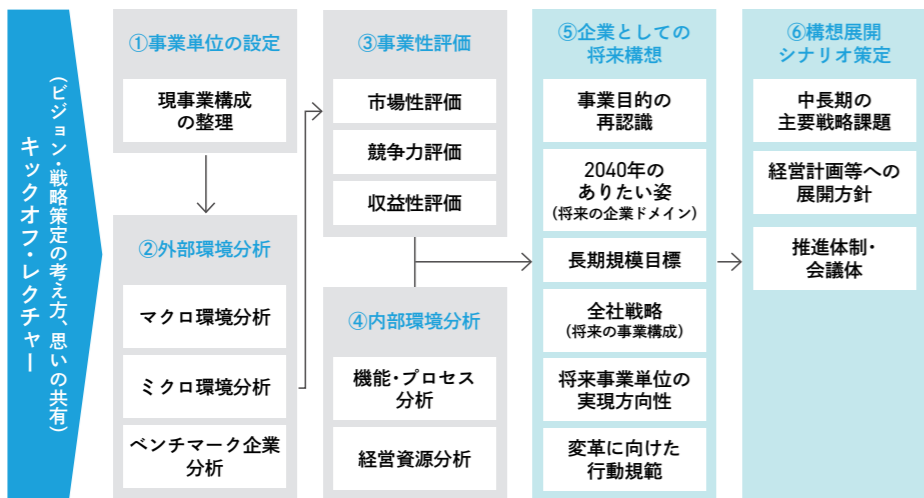 キックオフ・レクチャー
(ビジョン・戦略策定の考え方、思いの共有)
①事業単位の設定
現事業構成
の整理
②外部環境分析
マクロ環境分析
ミクロ環境分析
ベンチマーク企業
分析
③事業性評価
市場性評価
競争力評価
収益性評価
④内部環境分析
機能・プロセス
分析
経営資源分析
⑤企業としての
将来構想
事業目的の
再認識
2040年の
ありたい姿
(将来の企業ドメイン)
長期規模目標
全社戦略
(将来の事業構成)
将来事業単位の
実現方向性
変革に向けた
行動規範
⑥構想展開
シナリオ策定
中長期の
主要戦略課題
経営計画等への
展開方針
推進体制・
会議体